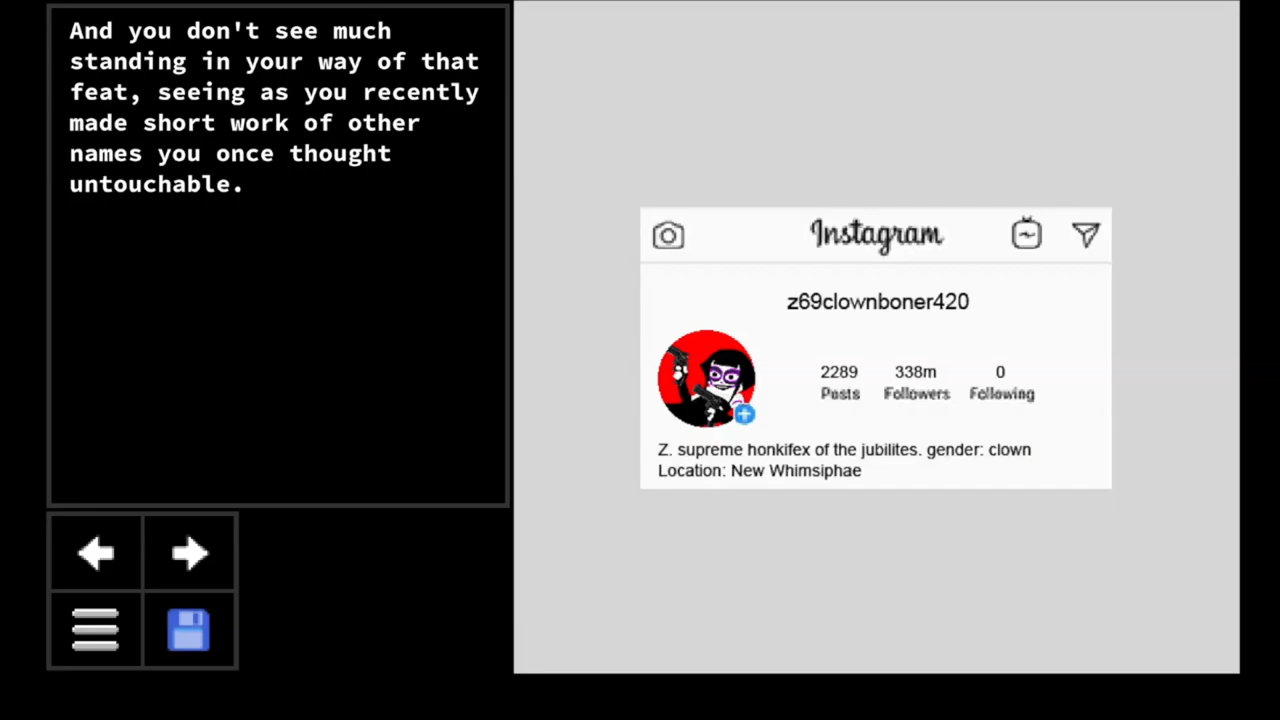 And you don't see much
standing in your way of that
feat, seeing as you recently
made short work of other
names you once thought
untouchable.
Instagram
z69clownboner420
2289 338m 0
Posts Followers Following
Z. supreme honkifex of the jubilites. gender: clown
Location: New Whimsiphae